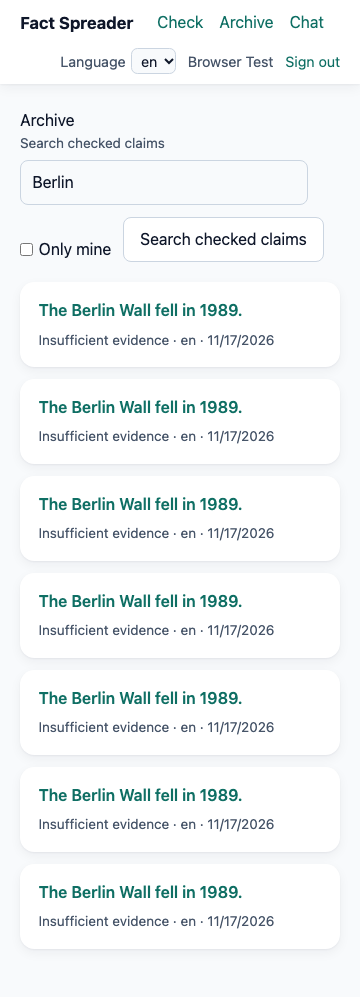 Fact Spreader Check Archive Chat
Language en Browser Test Sign out
Archive
Search checked claims
Berlin
Only mine Search checked claims
The Berlin Wall fell in 1989.
Insufficient evidence · en · 11/17/2026
The Berlin Wall fell in 1989.
Insufficient evidence · en · 11/17/2026
The Berlin Wall fell in 1989.
Insufficient evidence · en · 11/17/2026
The Berlin Wall fell in 1989.
Insufficient evidence · en · 11/17/2026
The Berlin Wall fell in 1989.
Insufficient evidence · en · 11/17/2026
The Berlin Wall fell in 1989.
Insufficient evidence · en · 11/17/2026
The Berlin Wall fell in 1989.
Insufficient evidence · en · 11/17/2026